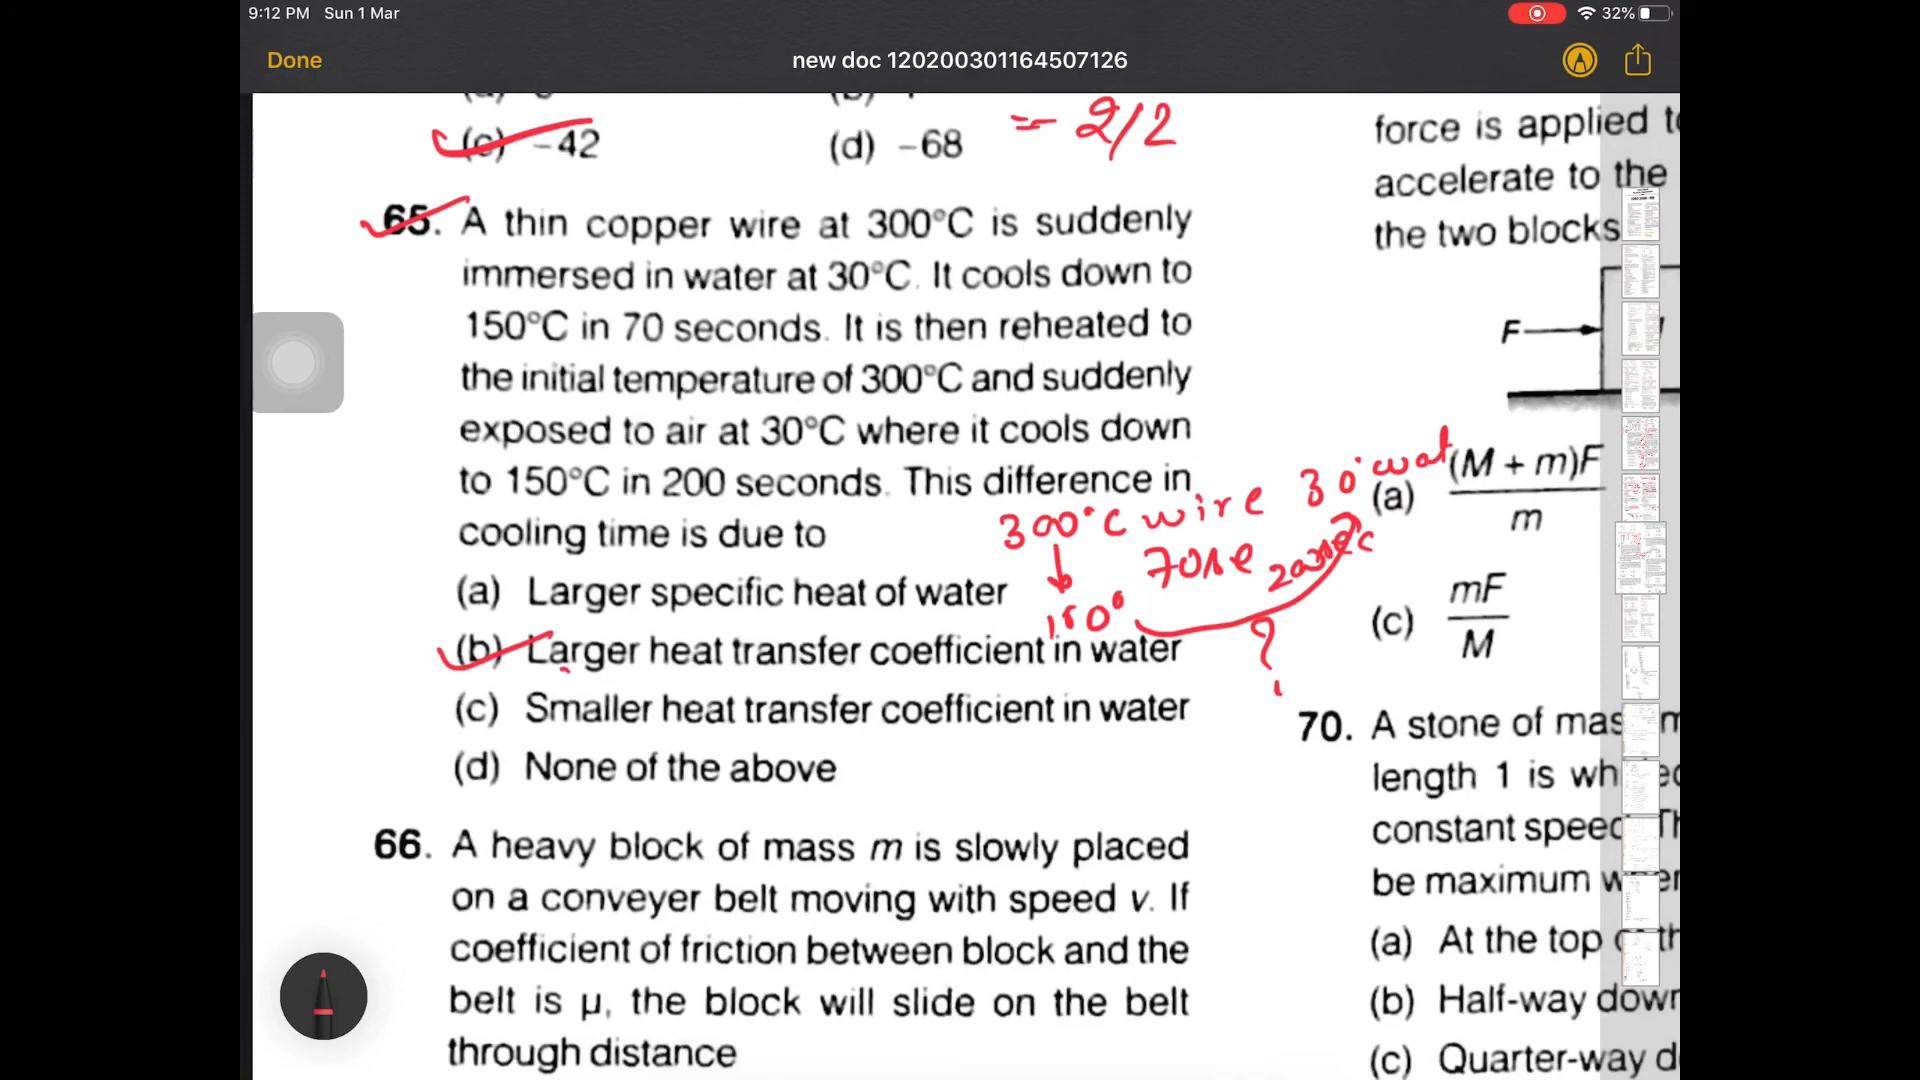 9:12 PM Sun 1 Mar
32%
Done
new doc 120200301164507126
(c) -42
(d) -68
= 2/2
65. A thin copper wire at 300°C is suddenly
immersed in water at 30°C. It cools down to
150°C in 70 seconds. It is then reheated to
the initial temperature of 300°C and suddenly
exposed to air at 30°C where it cools down
to 150°C in 200 seconds. This difference in
cooling time is due to
(a) Larger specific heat of water
(b) Larger heat transfer coefficient in water
(c) Smaller heat transfer coefficient in water
(d) None of the above
300°C wire 30° wat
150°
?
66. A heavy block of mass m is slowly placed
on a conveyer belt moving with speed v. If
coefficient of friction between block and the
belt is μ, the block will slide on the belt
through distance
force is applied t
accelerate to the
the two blocks
F
(a) (M + m)F
m
(c) mF
M
70. A stone of mas m
length 1 is wh
constant speed
be maximum w
(a) At the top
(b) Half-way down
(c) Quarter-way d